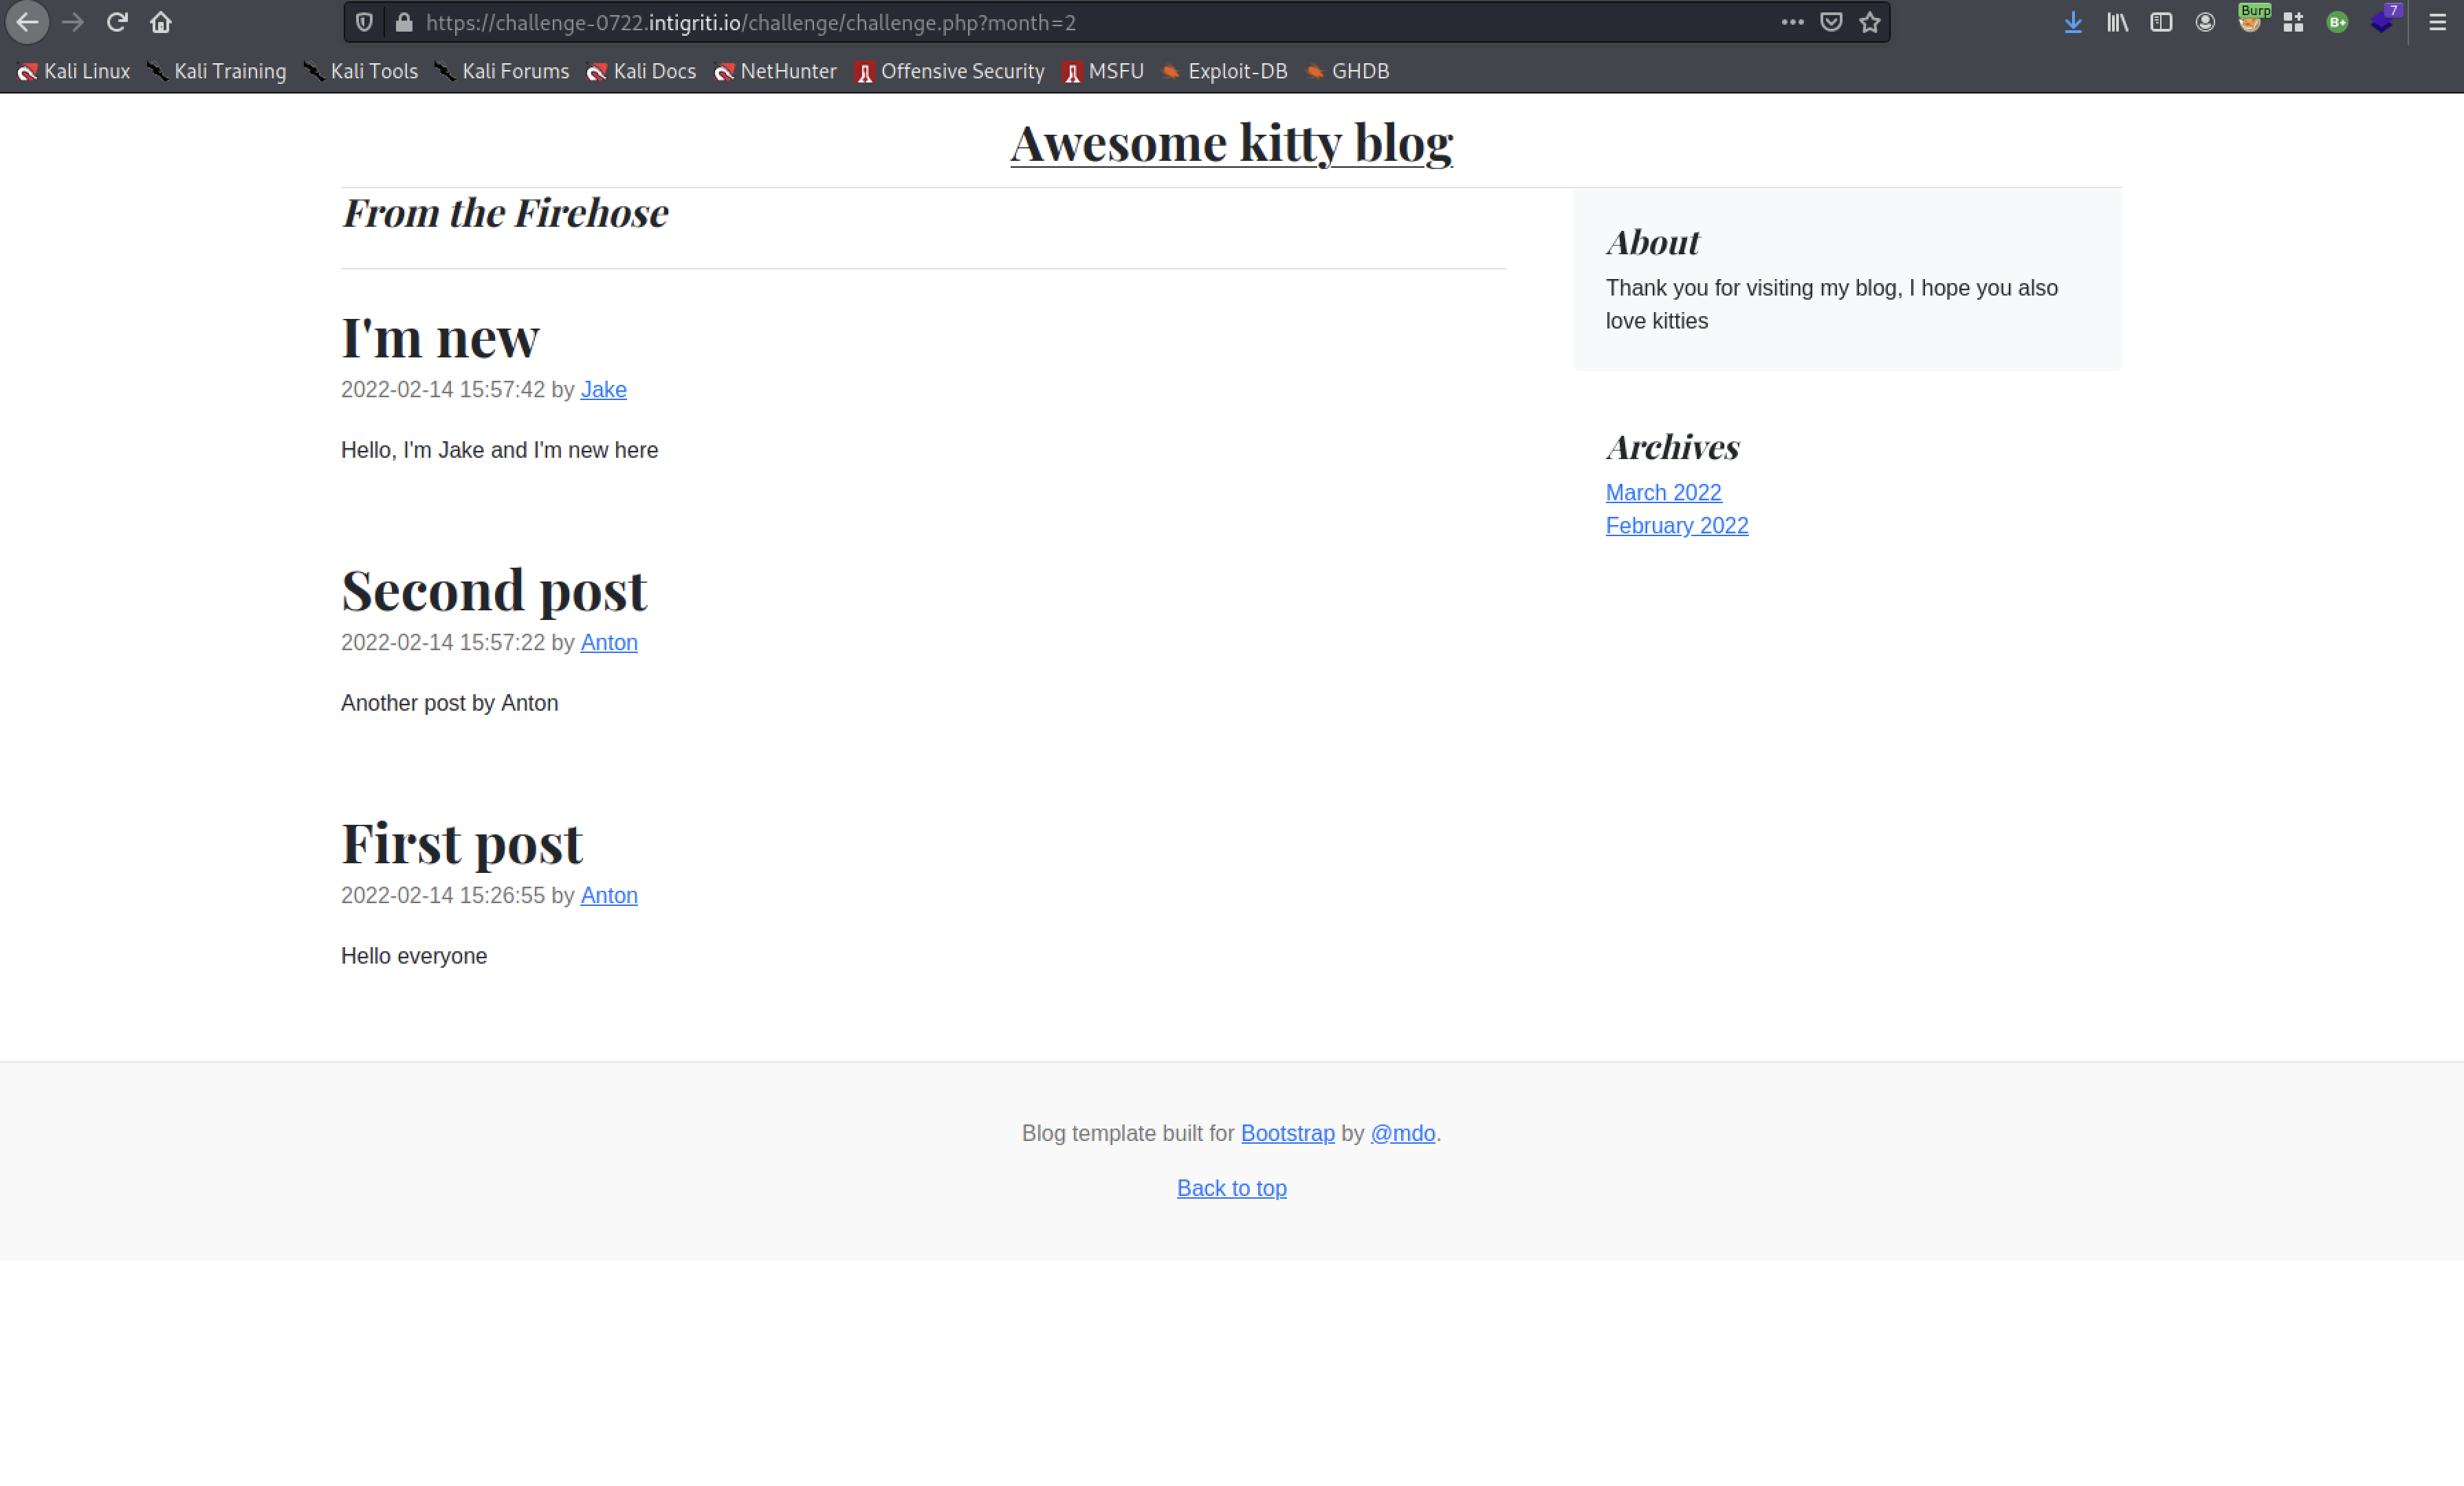 https://challenge-0722.intigriti.io/challenge/challenge.php?month=2
Burp
B+
7
Kali Linux Kali Training Kali Tools Kali Forums Kali Docs NetHunter Offensive Security MSFU Exploit-DB GHDB
Awesome kitty blog
From the Firehose
I'm new
2022-02-14 15:57:42 by Jake
Hello, I'm Jake and I'm new here
Second post
2022-02-14 15:57:22 by Anton
Another post by Anton
First post
2022-02-14 15:26:55 by Anton
Hello everyone
About
Thank you for visiting my blog, I hope you also
love kitties
Archives
March 2022
February 2022
Blog template built for Bootstrap by @mdo.
Back to top